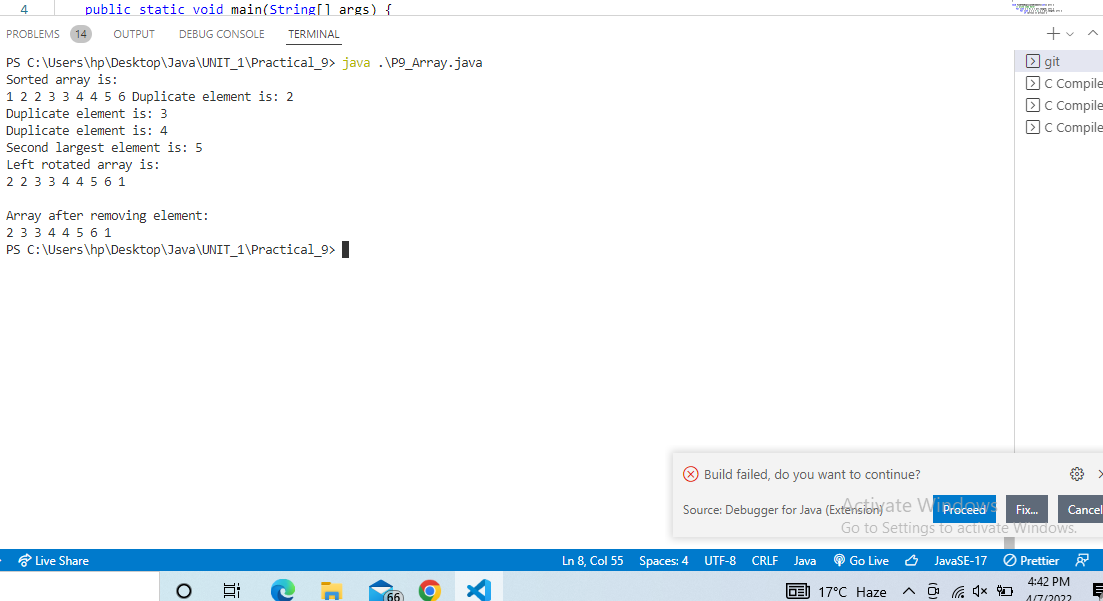 4 public static void main(String[] args) {
PROBLEMS 14 OUTPUT DEBUG CONSOLE TERMINAL
PS C:\Users\hp\Desktop\Java\UNIT_1\Practical_9> java .\P9_Array.java
Sorted array is:
1 2 2 3 3 4 4 5 6 Duplicate element is: 2
Duplicate element is: 3
Duplicate element is: 4
Second largest element is: 5
Left rotated array is:
2 2 3 3 4 4 5 6 1
Array after removing element:
2 3 3 4 4 5 6 1
PS C:\Users\hp\Desktop\Java\UNIT_1\Practical_9>
git
C Compile
C Compile
C Compile
Build failed, do you want to continue?
Source: Debugger for Java (Extension)
Proceed Fix... Cancel
Activate Windows
Go to Settings to activate Windows.
Live Share Ln 8, Col 55 Spaces: 4 UTF-8 CRLF Java Go Live JavaSE-17 Prettier
66 17°C Haze 4:42 PM
4/7/2022